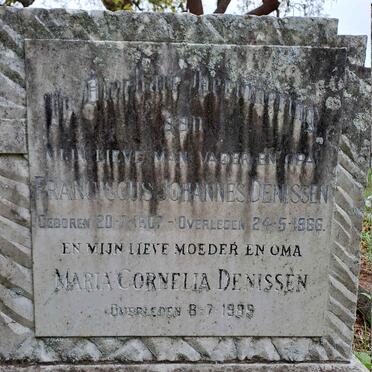 MIJN LIEVE MAN VADER EN OPA
FRANCISCUS JOHANNES DENISSEN
GEBOREN 20-7-1907 - OVERLEDEN 24-5-1966.
EN MIJN LIEVE MOEDER EN OMA
MARIA CORNELIA DENISSEN
OVERLEDEN 8-7-1999